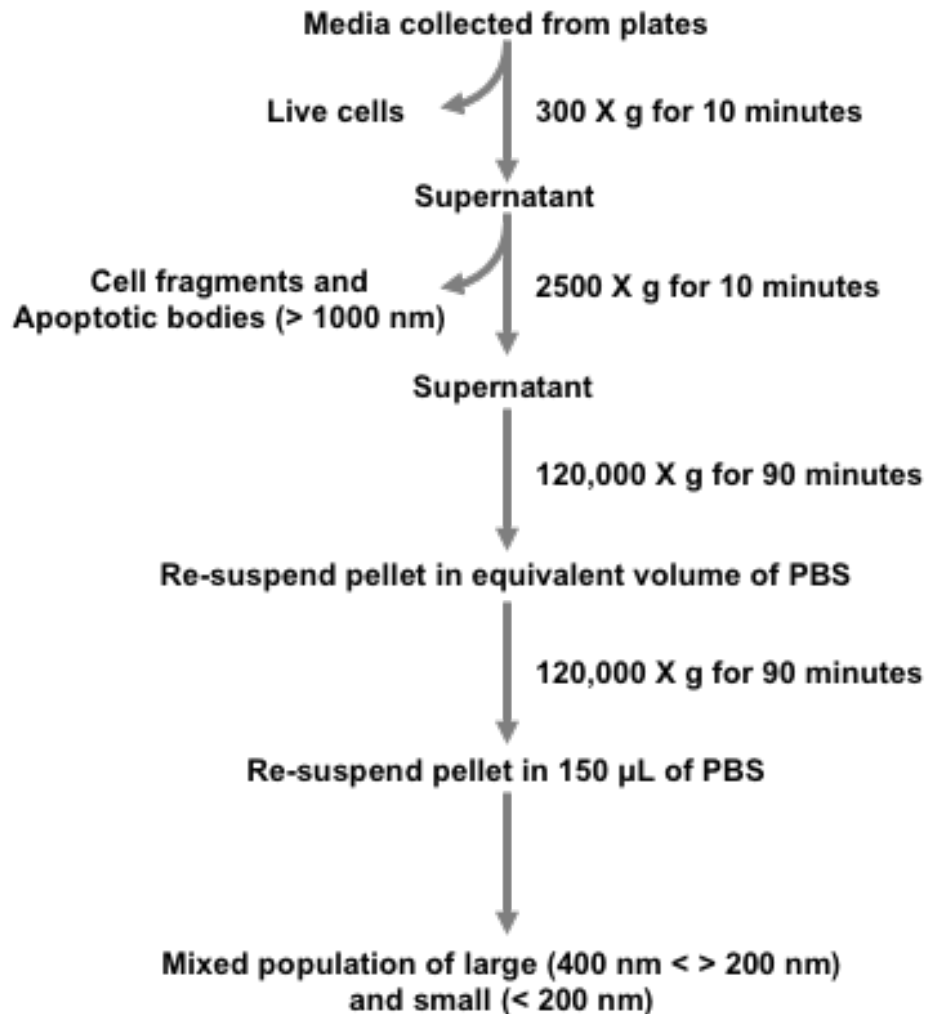 Media collected from plates
Live cells
300 X g for 10 minutes
Supernatant
Cell fragments and
Apoptotic bodies (> 1000 nm)
2500 X g for 10 minutes
Supernatant
120,000 X g for 90 minutes
Re-suspend pellet in equivalent volume of PBS
120,000 X g for 90 minutes
Re-suspend pellet in 150 µL of PBS
Mixed population of large (400 nm < > 200 nm)
and small (< 200 nm)